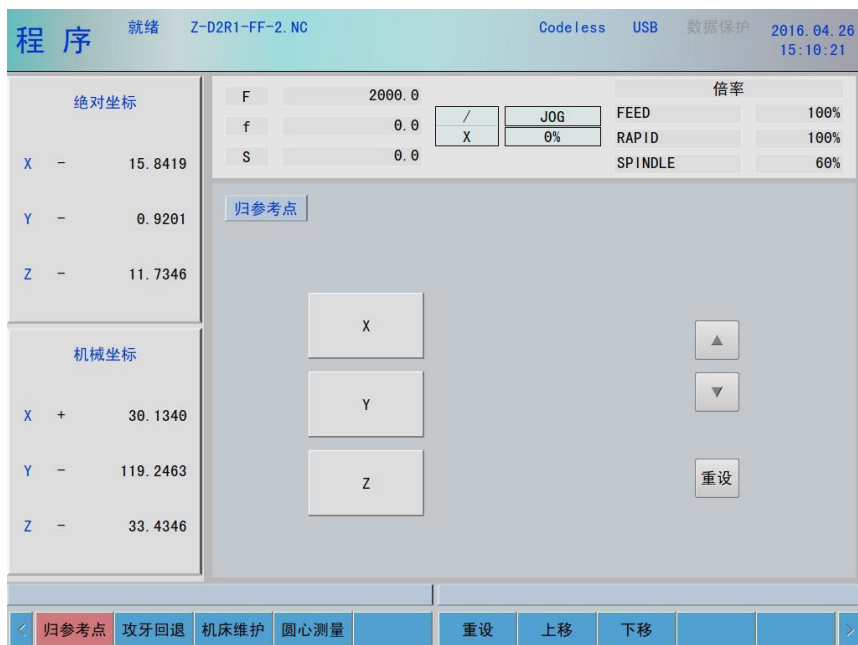 程 序
就绪 Z-D2R1-FF-2.NC Codeless USB 数据保护 2016.04.26
15:10:21
绝对坐标
X - 15.8419
Y - 0.9201
Z - 11.7346
机械坐标
X + 30.1340
Y - 119.2463
Z - 33.4346
F 2000.0
f 0.0
S 0.0
/ JOG
X 0%
倍率
FEED 100%
RAPID 100%
SPINDLE 60%
归参考点
X
Y
Z
▲
▼
重设
< 归参考点 攻牙回退 机床维护 圆心测量 重设 上移 下移 >